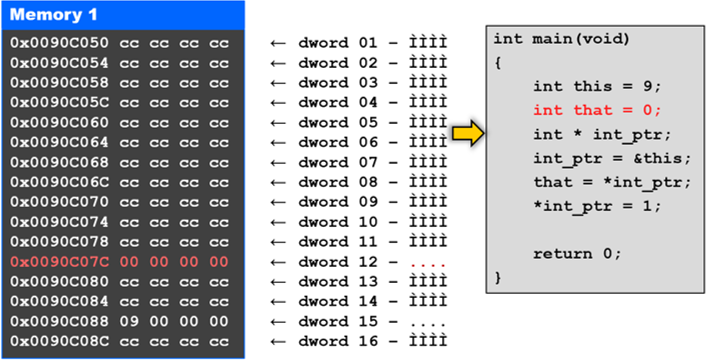 Memory 1
0x0090C050 cc cc cc cc ← dword 01 – ÌÌÌÌ
0x0090C054 cc cc cc cc ← dword 02 – ÌÌÌÌ
0x0090C058 cc cc cc cc ← dword 03 – ÌÌÌÌ
0x0090C05C cc cc cc cc ← dword 04 – ÌÌÌÌ
0x0090C060 cc cc cc cc ← dword 05 – ÌÌÌÌ
0x0090C064 cc cc cc cc ← dword 06 – ÌÌÌÌ
0x0090C068 cc cc cc cc ← dword 07 – ÌÌÌÌ
0x0090C06C cc cc cc cc ← dword 08 – ÌÌÌÌ
0x0090C070 cc cc cc cc ← dword 09 – ÌÌÌÌ
0x0090C074 cc cc cc cc ← dword 10 – ÌÌÌÌ
0x0090C078 cc cc cc cc ← dword 11 – ÌÌÌÌ
0x0090C07C 00 00 00 00 ← dword 12 – ....
0x0090C080 cc cc cc cc ← dword 13 – ÌÌÌÌ
0x0090C084 cc cc cc cc ← dword 14 – ÌÌÌÌ
0x0090C088 09 00 00 00 ← dword 15 – ....
0x0090C08C cc cc cc cc ← dword 16 – ÌÌÌÌ
int main(void)
{
int this = 9;
int that = 0;
int * int_ptr;
int_ptr = &this;
that = *int_ptr;
*int_ptr = 1;
return 0;
}